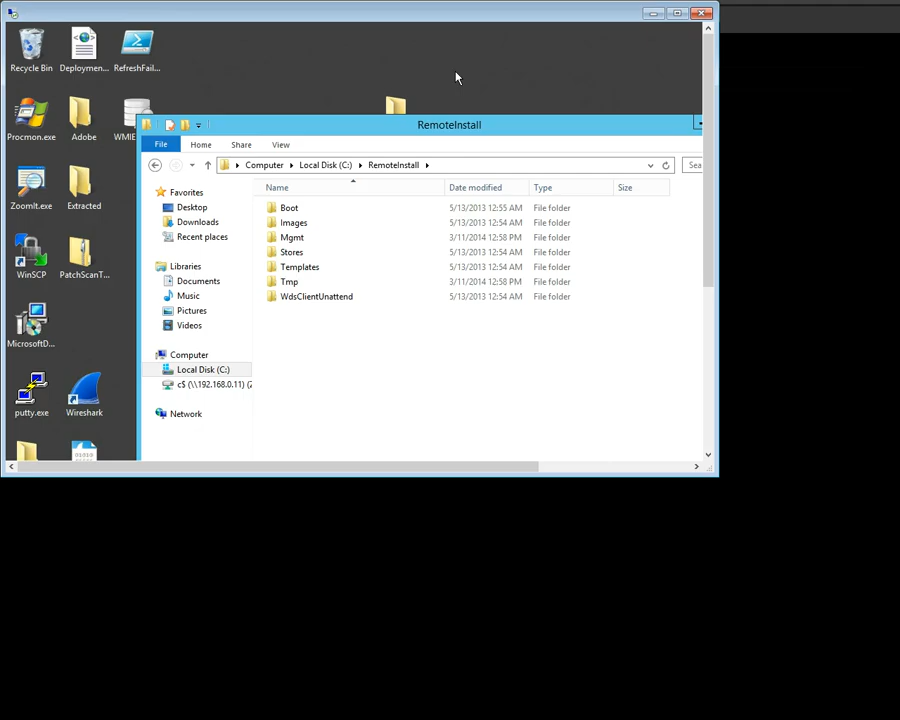 Recycle Bin
Deploymen...
RefreshFail...
Procmon.exe
Adobe
ZoomIt.exe
Extracted
WinSCP
PatchScanT...
MicrosoftD...
putty.exe
Wireshark
RemoteInstall
File Home Share View
Computer Local Disk (C:) RemoteInstall
Name Date modified Type Size
Favorites
Desktop
Downloads
Recent places
Libraries
Documents
Music
Pictures
Videos
Computer
Local Disk (C:)
c$ (\\192.168.0.11) (
Network
Boot 5/13/2013 12:55 AM File folder
Images 5/13/2013 12:54 AM File folder
Mgmt 3/11/2014 12:58 PM File folder
Stores 5/13/2013 12:54 AM File folder
Templates 5/13/2013 12:54 AM File folder
Tmp 3/11/2014 12:58 PM File folder
WdsClientUnattend 5/13/2013 12:54 AM File folder